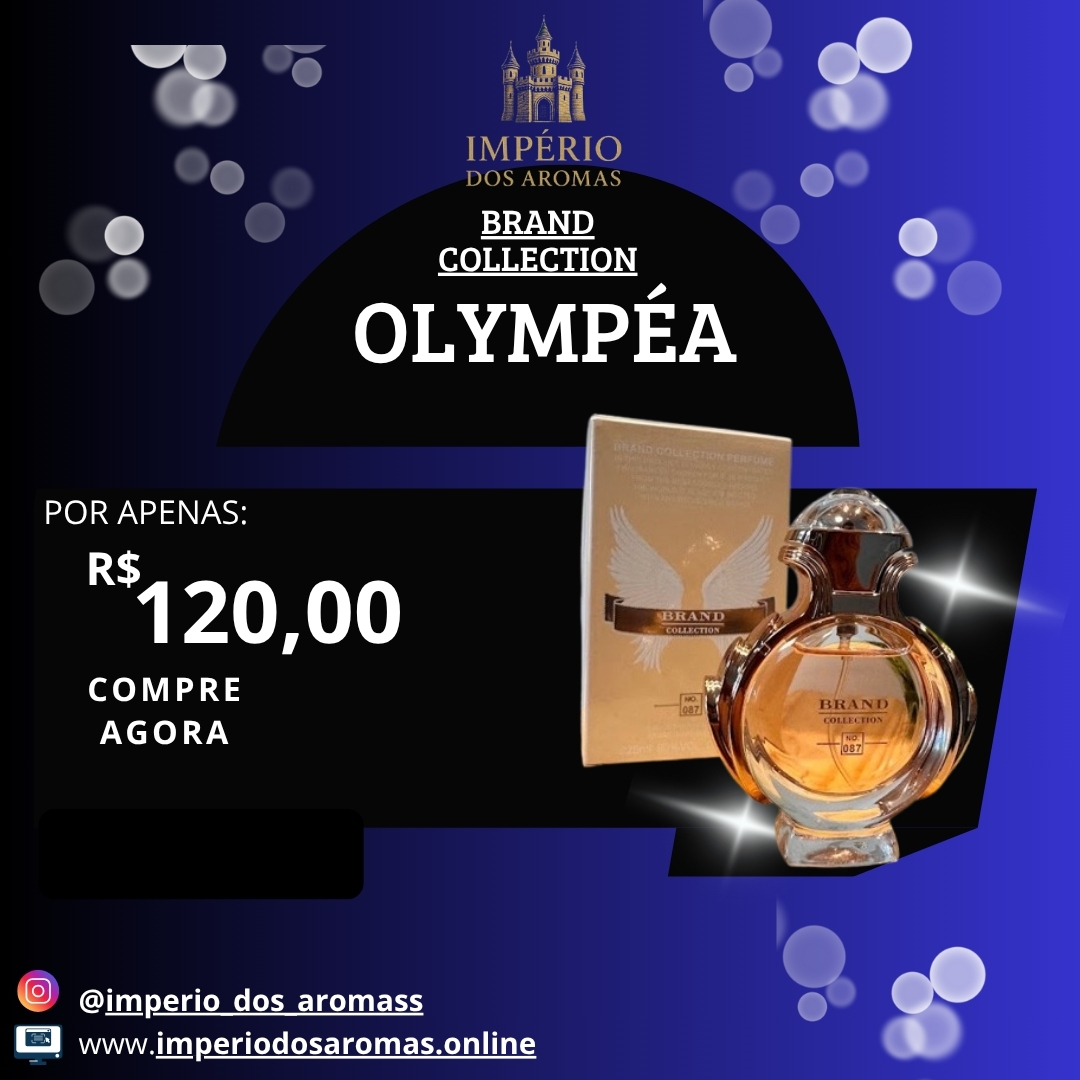 IMPÉRIO
DOS AROMAS
BRAND
COLLECTION
OLYMPÉA
BRAND COLLECTION PERFUME
POR APENAS:
R$
120,00
COMPRE
AGORA
BRAND
COLLECTION
NO.
087
BRAND
COLLECTION
NO.
087
@imperio_dos_aromass
www.imperiodosaromas.online